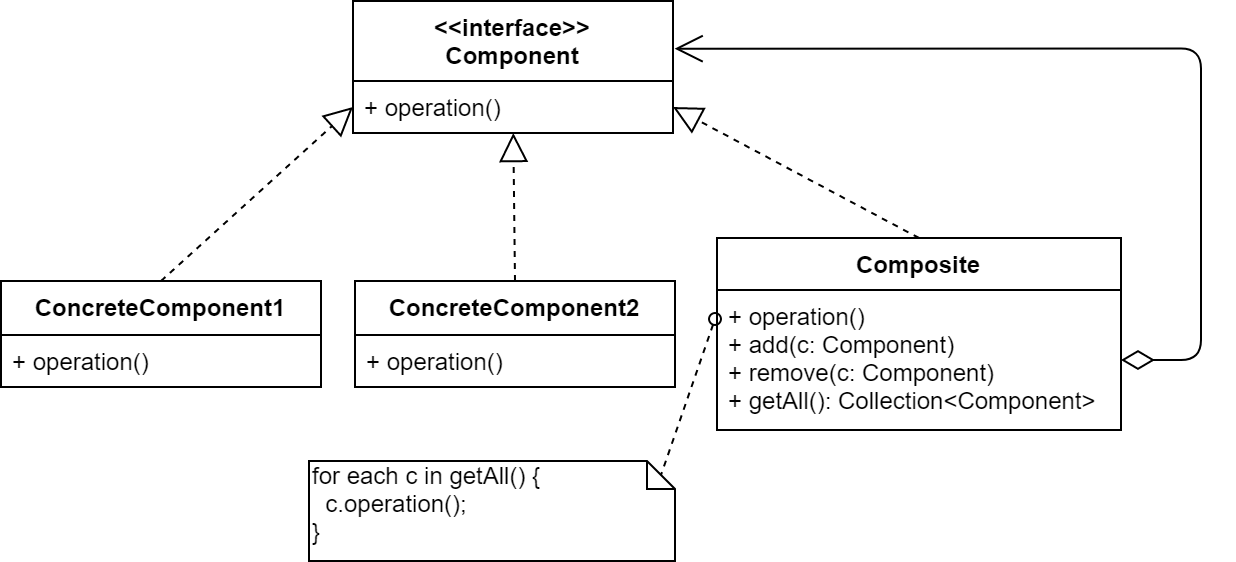 <<interface>>
Component
+ operation()
ConcreteComponent1
+ operation()
ConcreteComponent2
+ operation()
Composite
+ operation()
+ add(c: Component)
+ remove(c: Component)
+ getAll(): Collection<Component>
for each c in getAll() {
  c.operation();
}